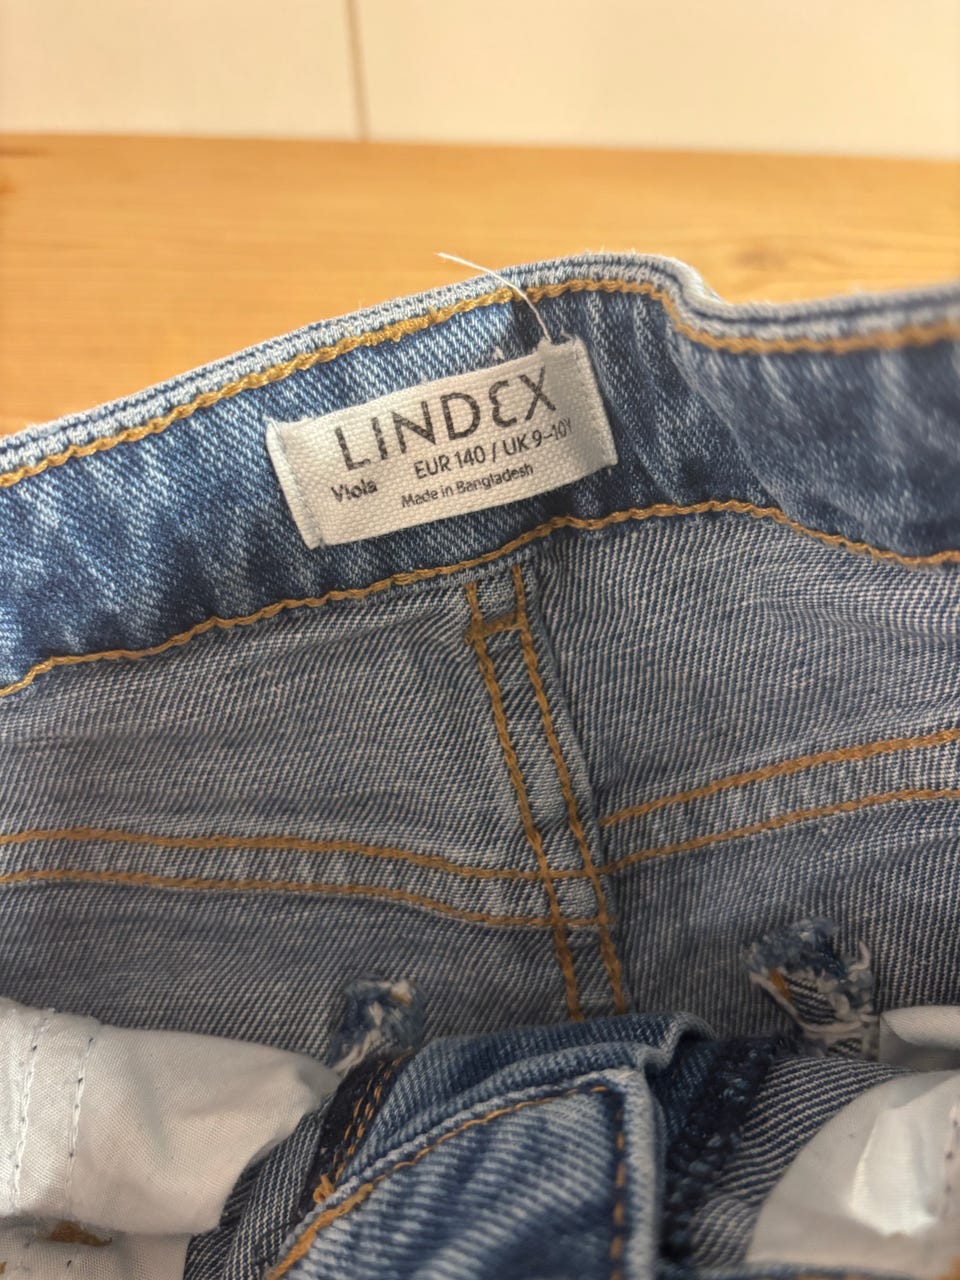 LINDEX
EUR 140 / UK 9-10Y
Viola
Made in Bangladesh